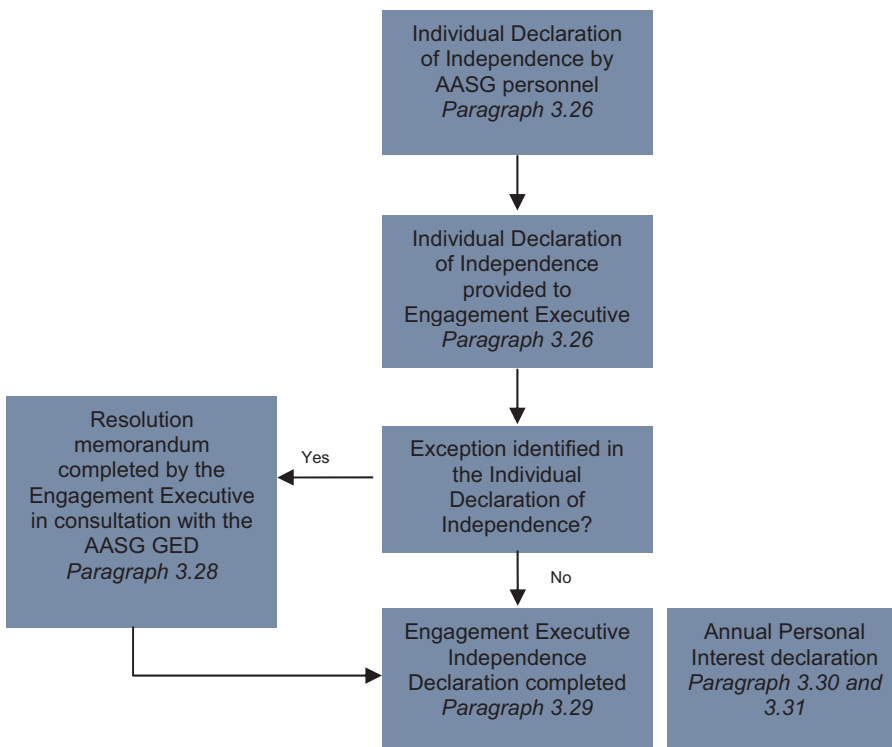 Individual Declaration
of Independence by
AASG personnel
Paragraph 3.26
Individual Declaration
of Independence
provided to
Engagement Executive
Paragraph 3.26
Exception identified in
the Individual
Declaration of
Independence?
Yes
Resolution
memorandum
completed by the
Engagement Executive
in consultation with the
AASG GED
Paragraph 3.28
No
Engagement Executive
Independence
Declaration completed
Paragraph 3.29
Annual Personal
Interest declaration
Paragraph 3.30 and
3.31